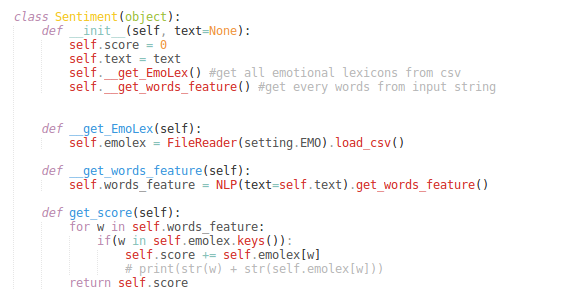 class Sentiment(object):
    def __init__(self, text=None):
        self.score = 0
        self.text = text
        self.__get_EmoLex() #get all emotional lexicons from csv
        self.__get_words_feature() #get every words from input string
    def __get_EmoLex(self):
        self.emolex = FileReader(setting.EMO).load_csv()
    def __get_words_feature(self):
        self.words_feature = NLP(text=self.text).get_words_feature()
    def get_score(self):
        for w in self.words_feature:
            if(w in self.emolex.keys()):
                self.score += self.emolex[w]
                # print(str(w) + str(self.emolex[w]))
        return self.score